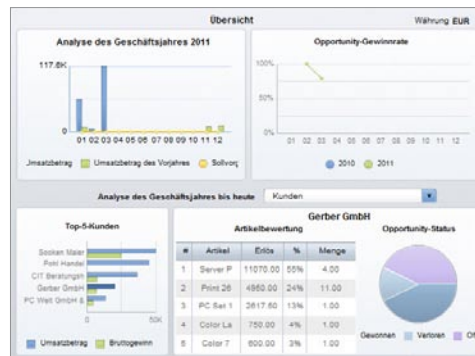 Übersicht
Währung EUR
Analyse des Geschäftsjahres 2011
117.6K
0
01 02 03 04 05 06 07 08 09 10 11 12
Umsatzbetrag Umsatzbetrag des Vorjahres Sollvorg
Opportunity-Gewinnrate
100%
50%
0%
01 02 03 04 05 06 07 08 09 10 11 12
2010 2011
Analyse des Geschäftsjahres bis heute Kunden
Top-5-Kunden
Sooken Maier
Pohl Handel
CIT Beratungsn
Gerber GmbH
PC Welt GmbH &
0 50K
Umsatzbetrag Bruttogewinn
Gerber GmbH
Artikelbewertung
# Artikel Erlös % Menge
1 Server P 11070.00 55% 4.00
2 Print 26 4950.00 24% 11.00
3 PC Set 1 2617.50 13% 1.00
4 Color La 750.00 4% 1.00
5 Color 7 600.00 3% 1.00
Opportunity-Status
Gewonnen Verloren Of